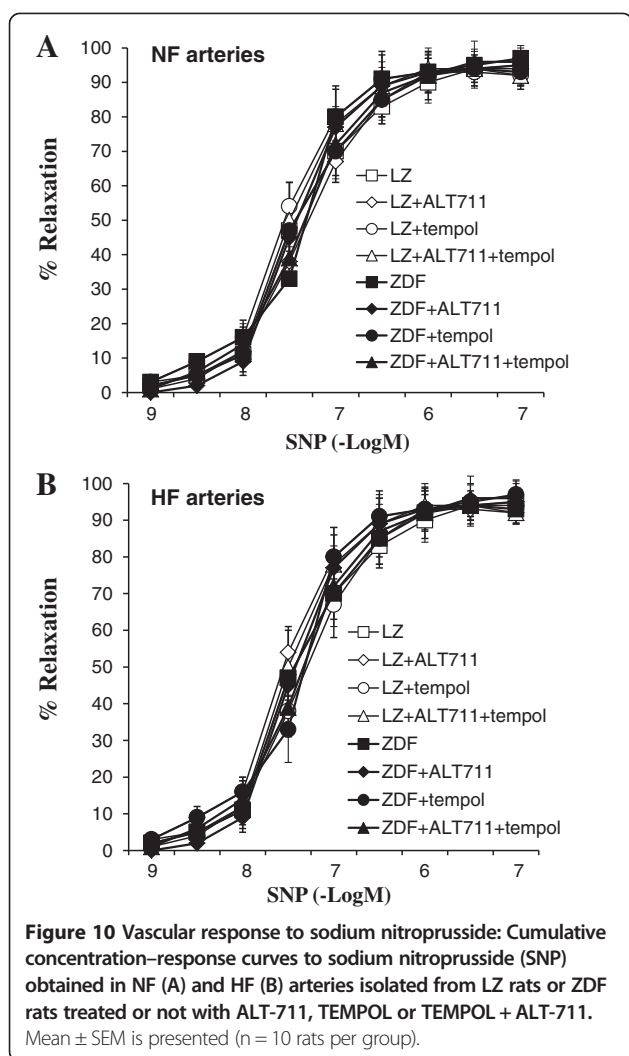 A
NF arteries
100
90
80
70
60
50
40
30
20
10
0
% Relaxation
LZ
LZ+ALT711
LZ+tempol
LZ+ALT711+tempol
ZDF
ZDF+ALT711
ZDF+tempol
ZDF+ALT711+tempol
9 8 7 6 7
SNP (-LogM)
B
HF arteries
100
90
80
70
60
50
40
30
20
10
0
% Relaxation
LZ
LZ+ALT711
LZ+tempol
LZ+ALT711+tempol
ZDF
ZDF+ALT711
ZDF+tempol
ZDF+ALT711+tempol
9 8 7 6 7
SNP (-LogM)
Figure 10 Vascular response to sodium nitroprusside: Cumulative
concentration–response curves to sodium nitroprusside (SNP)
obtained in NF (A) and HF (B) arteries isolated from LZ rats or ZDF
rats treated or not with ALT-711, TEMPOL or TEMPOL + ALT-711.
Mean ± SEM is presented (n = 10 rats per group).